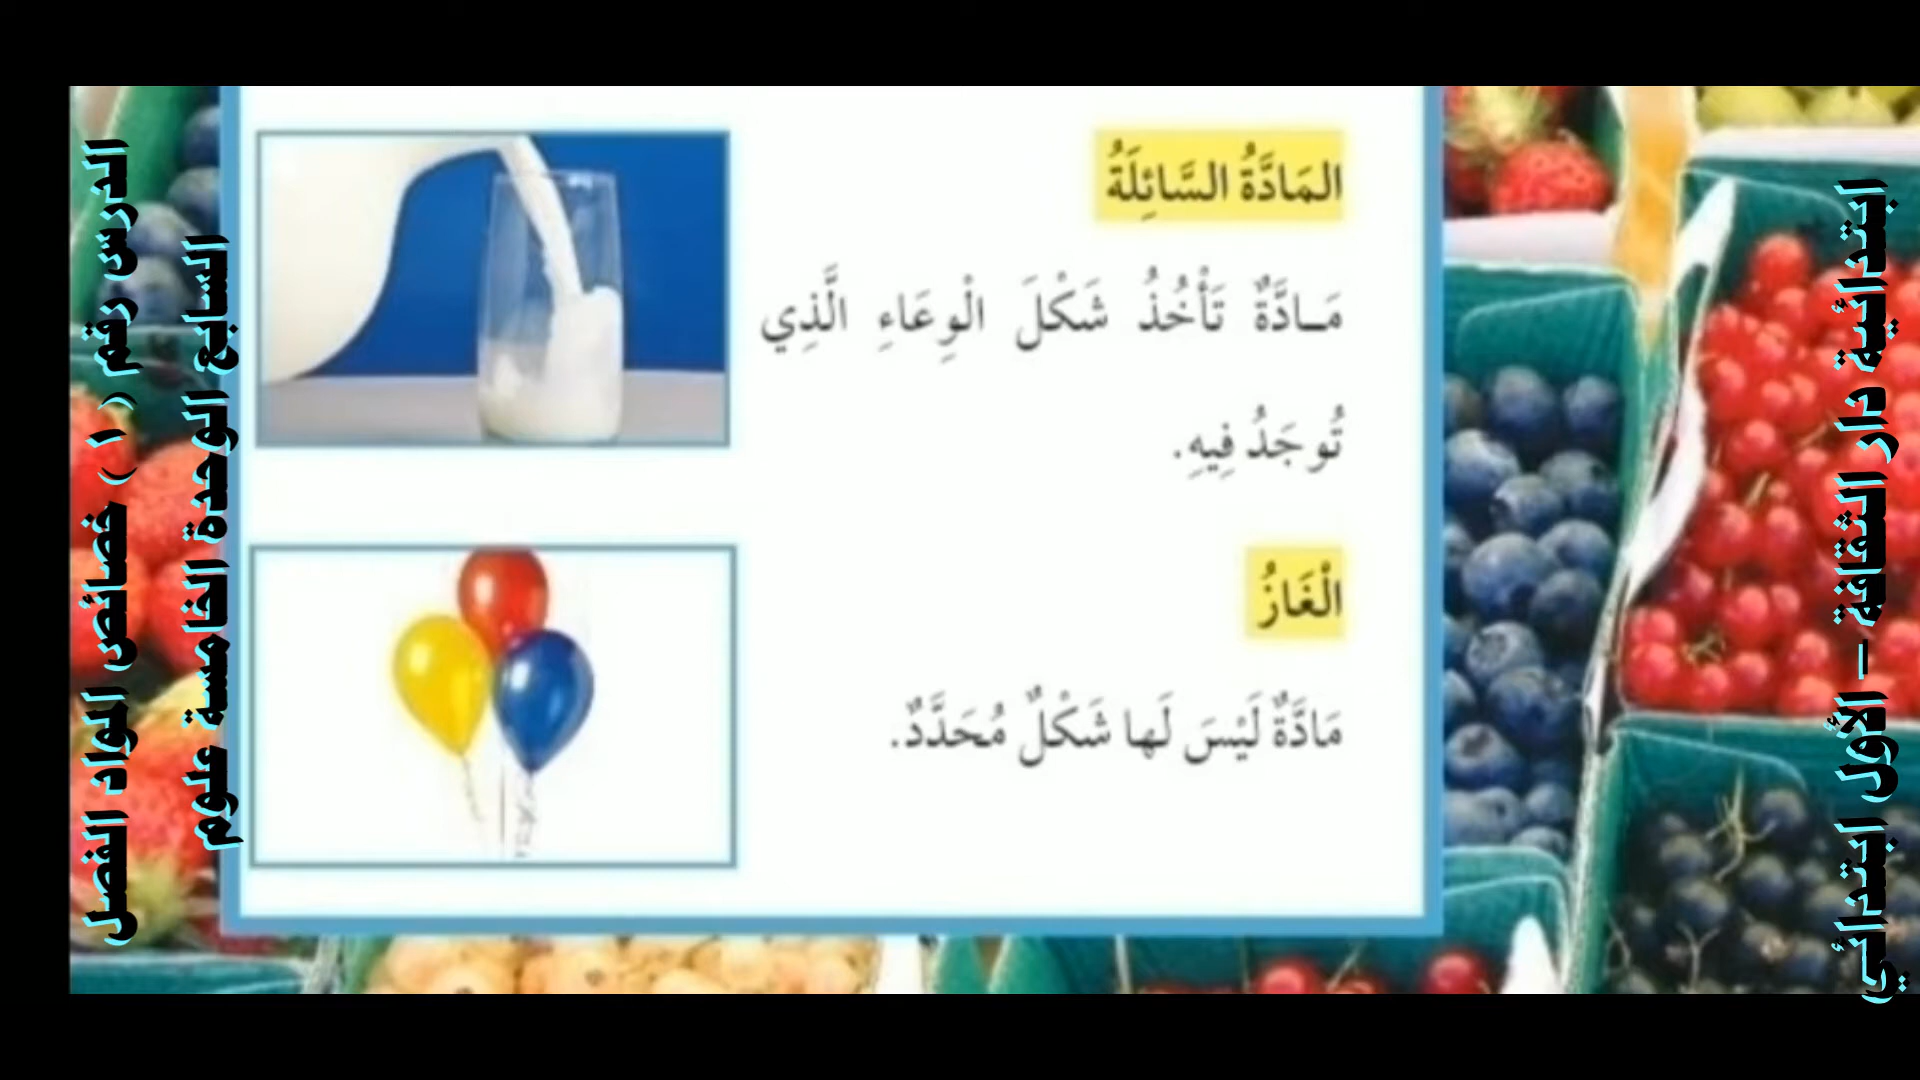 المَادَّةُ السَّائِلَةُ
مَـادَّةٌ تَأْخُذُ شَكْلَ الْوِعَاءِ الَّذِي
تُوجَدُ فِيهِ.
الْغَازُ
مَادَّةٌ لَيْسَ لَها شَكْلٌ مُحَدَّدٌ.
ابتدائية دار الثقافة – الأول ابتدائي
الدرس رقم ( ١ ) خصائص المواد الفصل
السابع الوحدة الخامسة علوم